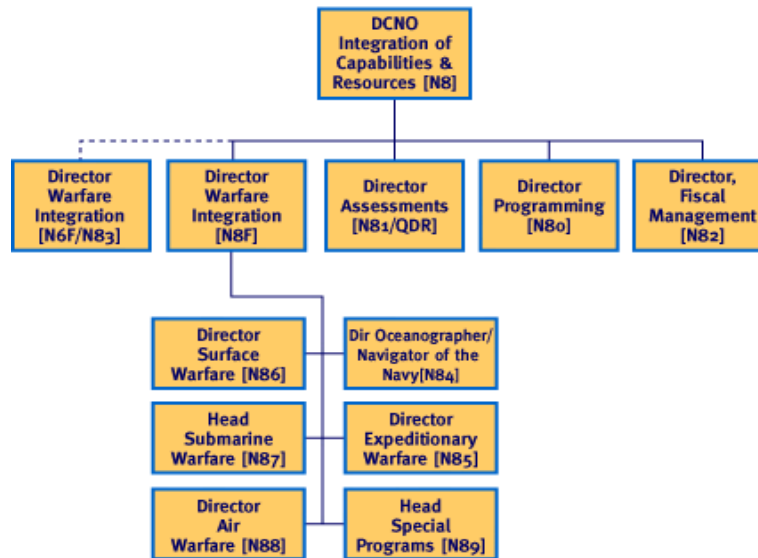 DCNO
Integration of
Capabilities &
Resources [N8]
Director
Warfare
Integration
[N6F/N83]
Director
Warfare
Integration
[N8F]
Director
Assessments
[N81/QDR]
Director
Programming
[N80]
Director,
Fiscal
Management
[N82]
Director
Surface
Warfare [N86]
Dir Oceanographer/
Navigator of the
Navy[N84]
Head
Submarine
Warfare [N87]
Director
Expeditionary
Warfare [N85]
Director
Air
Warfare [N88]
Head
Special
Programs [N89]